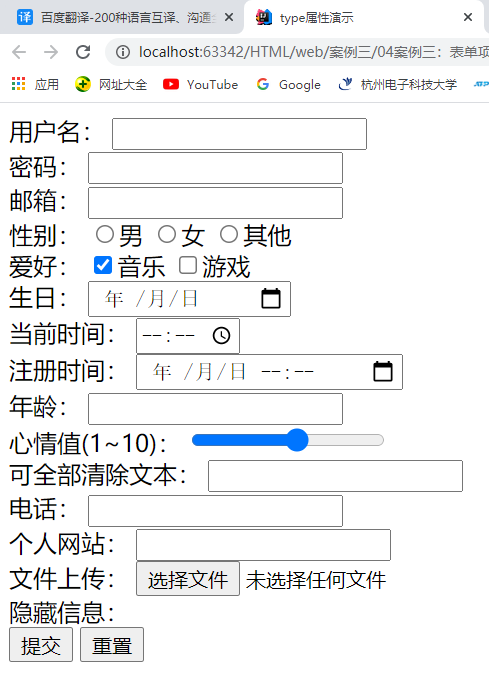 译 百度翻译-200种语言互译、沟通全 type属性演示
localhost:63342/HTML/web/案例三/04案例三：表单项
应用 网址大全 YouTube Google 杭州电子科技大学
用户名：
密码：
邮箱：
性别： 男 女 其他
爱好： 音乐 游戏
生日： 年 /月/日
当前时间： --:--
注册时间： 年 /月/日 --:--
年龄：
心情值(1~10)：
可全部清除文本：
电话：
个人网站：
文件上传： 选择文件 未选择任何文件
隐藏信息：
提交 重置